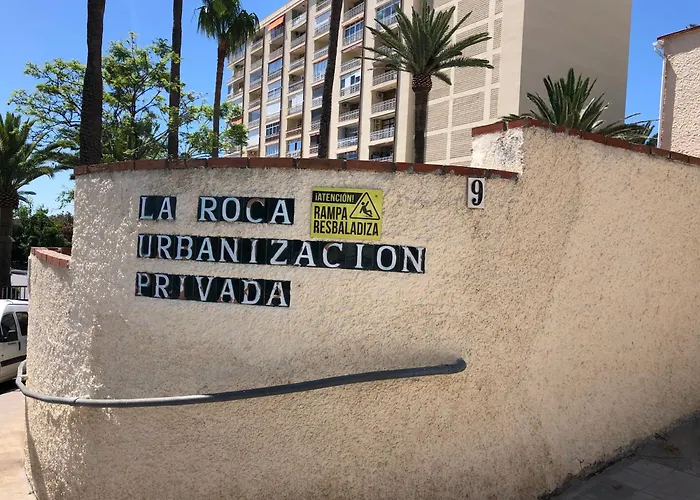 LA ROCA
URBANIZACION
PRIVADA
¡ATENCIÓN!
RAMPA
RESBALADIZA
9